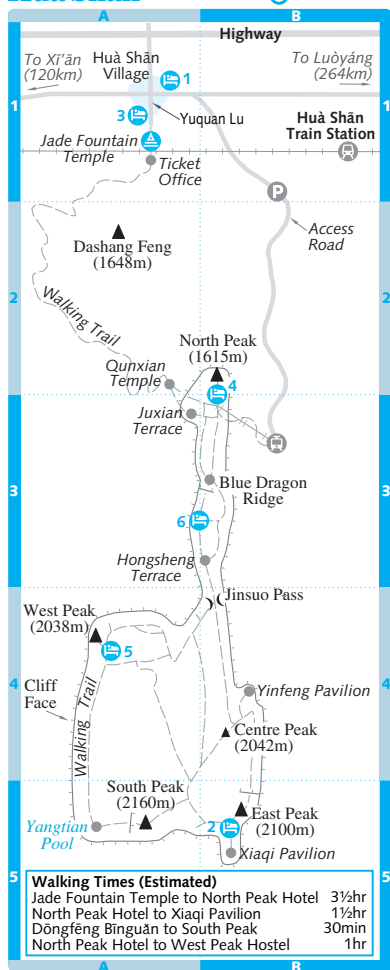 A
B
Highway
To Xī'ān
(120km)
Huà Shān
Village
1
To Luòyáng
(264km)
1
1
3
Yuquan Lu
Huà Shān
Train Station
Jade Fountain
Temple
Ticket
Office
P
Dashang Feng
(1648m)
Access
Road
2
2
Walking Trail
North Peak
(1615m)
Qunxian
Temple
4
Juxian
Terrace
3
3
Blue Dragon
Ridge
6
Hongsheng
Terrace
Jinsuo Pass
West Peak
(2038m)
5
4
4
Cliff
Face
Walking Trail
Yinfeng Pavilion
Centre Peak
(2042m)
South Peak
(2160m)
East Peak
(2100m)
2
Yangtian
Pool
Xiaqi Pavilion
5
5
Walking Times (Estimated)
Jade Fountain Temple to North Peak Hotel 3½hr
North Peak Hotel to Xiaqi Pavilion 1½hr
Dōngfēng Bīnguǎn to South Peak 30min
North Peak Hotel to West Peak Hostel 1hr
A
B